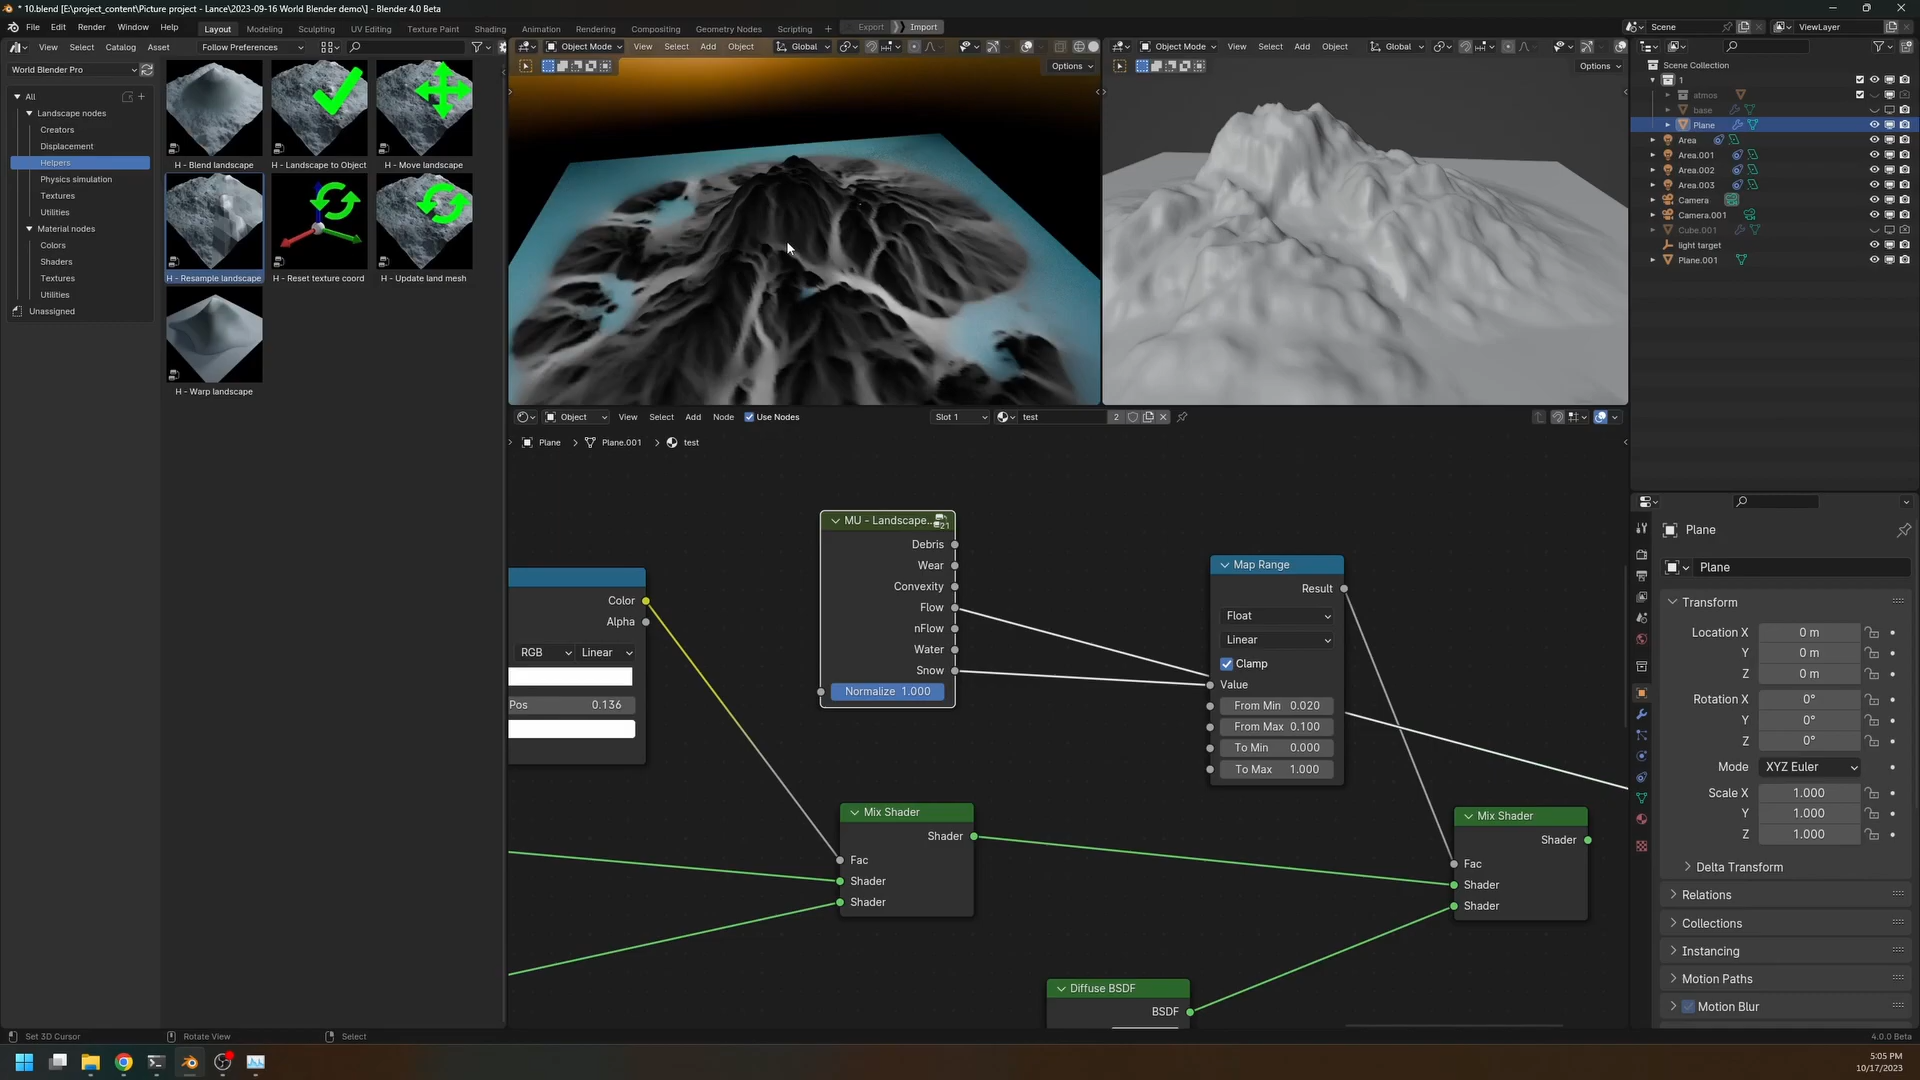 * 10.blend [E:\project_content\Picture project - Lance\2023-09-16 World Blender demo\] - Blender 4.0 Beta
File Edit Render Window Help Layout Modeling Sculpting UV Editing Texture Paint Shading Animation Rendering Compositing Geometry Nodes Scripting + Export Import Scene ViewLayer
View Select Catalog Asset Follow Preferences
Object Mode View Select Add Object Global
Object Mode View Select Add Object Global
Options
Options
World Blender Pro
All
Landscape nodes
Creators
Displacement
Helpers
Physics simulation
Textures
Utilities
Material nodes
Colors
Shaders
Textures
Utilities
Unassigned
H - Blend landscape
H - Landscape to Object
H - Move landscape
H - Resample landscape
H - Reset texture coord
H - Update land mesh
H - Warp landscape
Object View Select Add Node Use Nodes Slot 1 test 2
Plane > Plane.001 > test
Color
Alpha
RGB Linear
Pos 0.136
MU - Landscape...
21
Debris
Wear
Convexity
Flow
nFlow
Water
Snow
Normalize 1.000
Map Range
Result
Float
Linear
Clamp
Value
From Min 0.020
From Max 0.100
To Min 0.000
To Max 1.000
Mix Shader
Shader
Fac
Shader
Shader
Mix Shader
Shader
Fac
Shader
Shader
Diffuse BSDF
BSDF
Scene Collection
1
atmos
base
Plane
Area
Area.001
Area.002
Area.003
Camera
Camera.001
Cube.001
light target
Plane.001
Plane
Plane
Transform
Location X 0 m
Y 0 m
Z 0 m
Rotation X 0°
Y 0°
Z 0°
Mode XYZ Euler
Scale X 1.000
Y 1.000
Z 1.000
Delta Transform
Relations
Collections
Instancing
Motion Paths
Motion Blur
Set 3D Cursor Rotate View Select 4.0.0 Beta
5:05 PM
10/17/2023